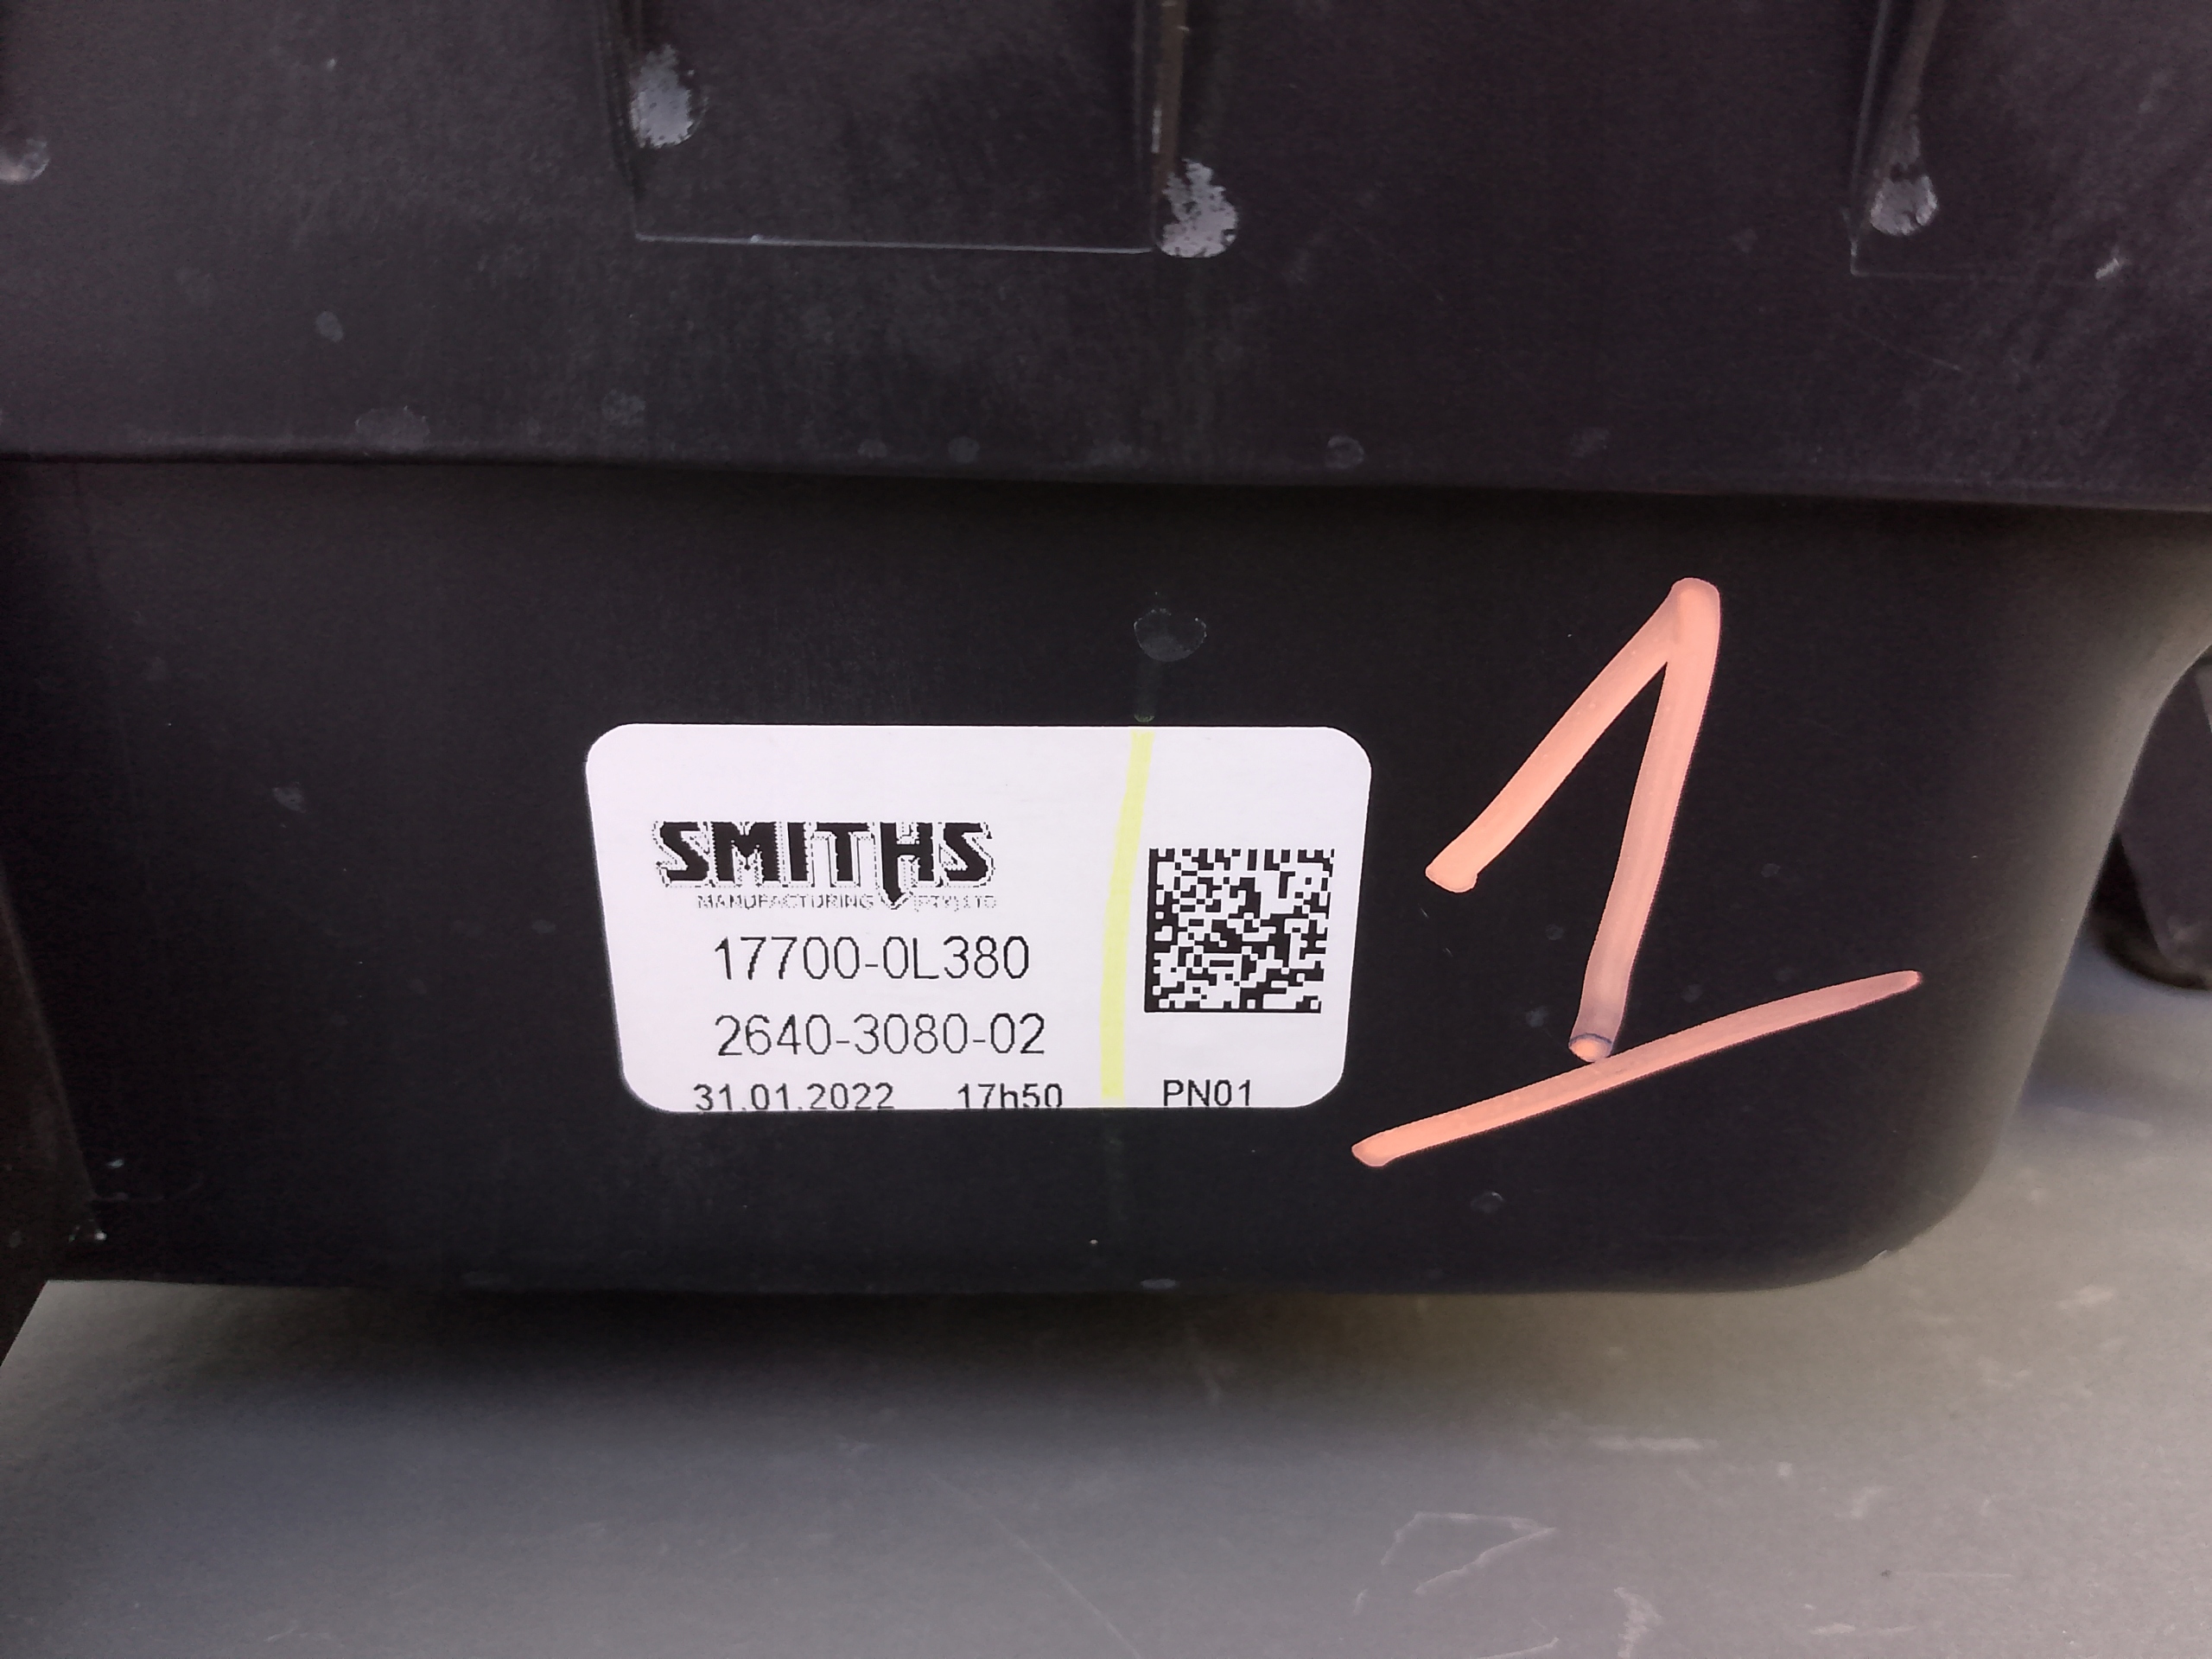 SMITHS
MANUFACTURING (PTY) LTD
17700-0L380
2640-3080-02
31.01.2022 17h50 PN01
1